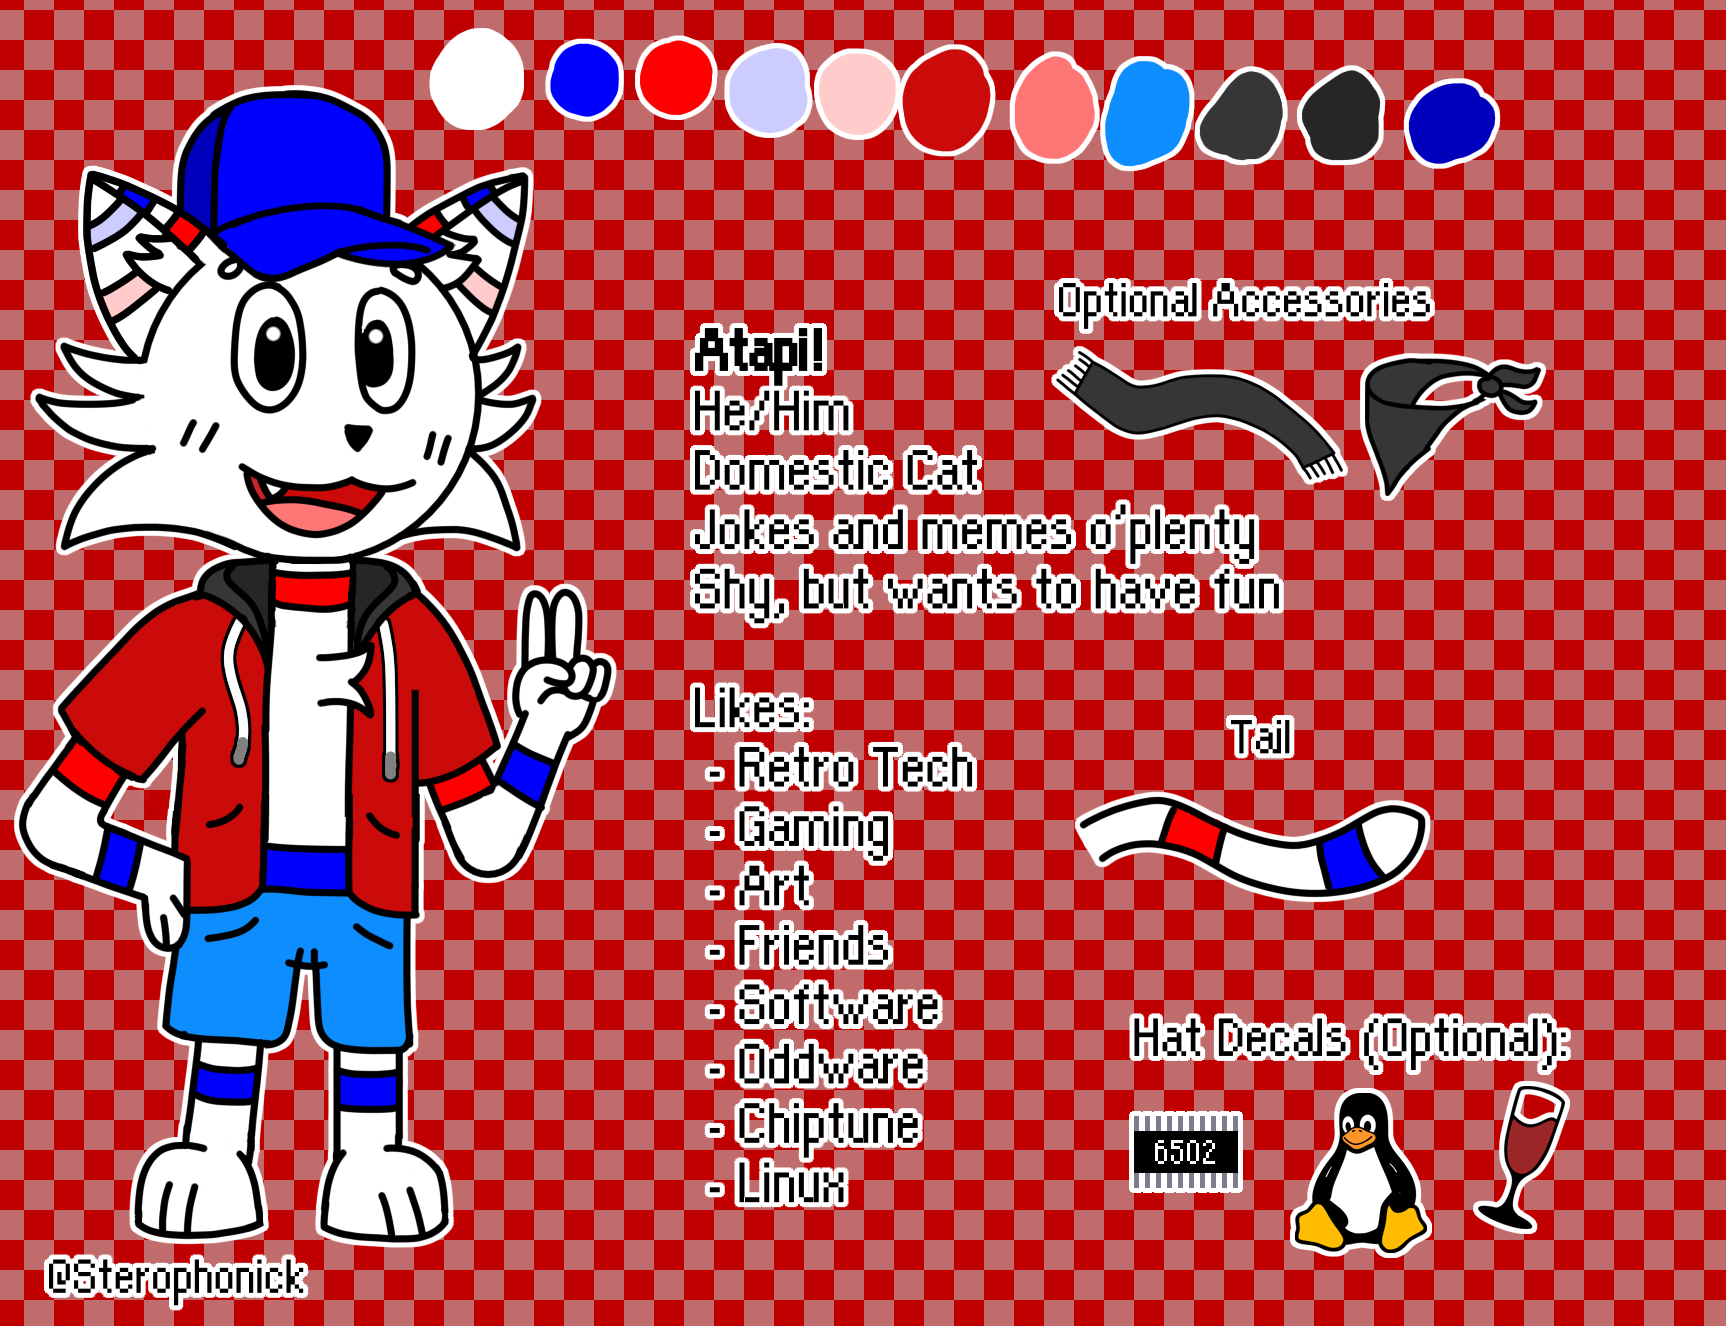 Optional Accessories
Atapi!
He/Him
Domestic Cat
Jokes and memes o'plenty
Shy, but wants to have fun
Likes:
- Retro Tech
- Gaming
- Art
- Friends
- Software
- Oddware
- Chiptune
- Linux
Tail
Hat Decals (Optional):
6502
@Sterophonick